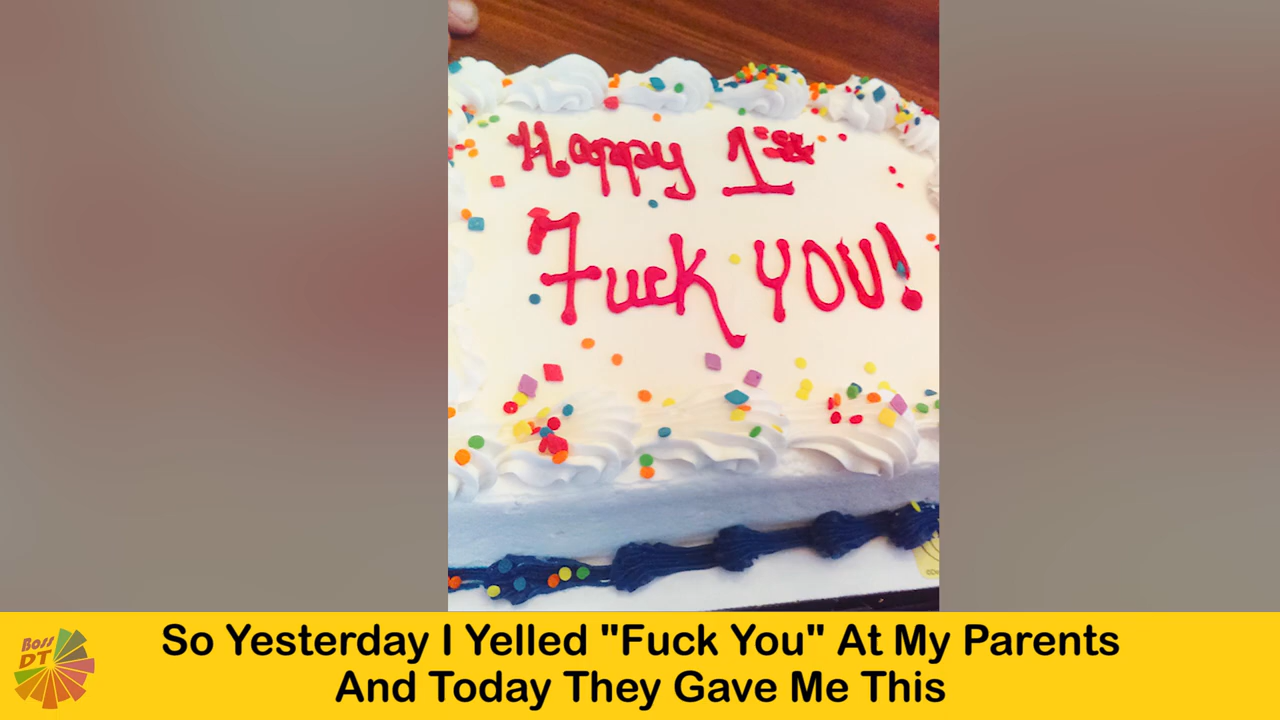 Happy 1st
Fuck YOU!
Boss
DT
So Yesterday I Yelled "Fuck You" At My Parents
And Today They Gave Me This